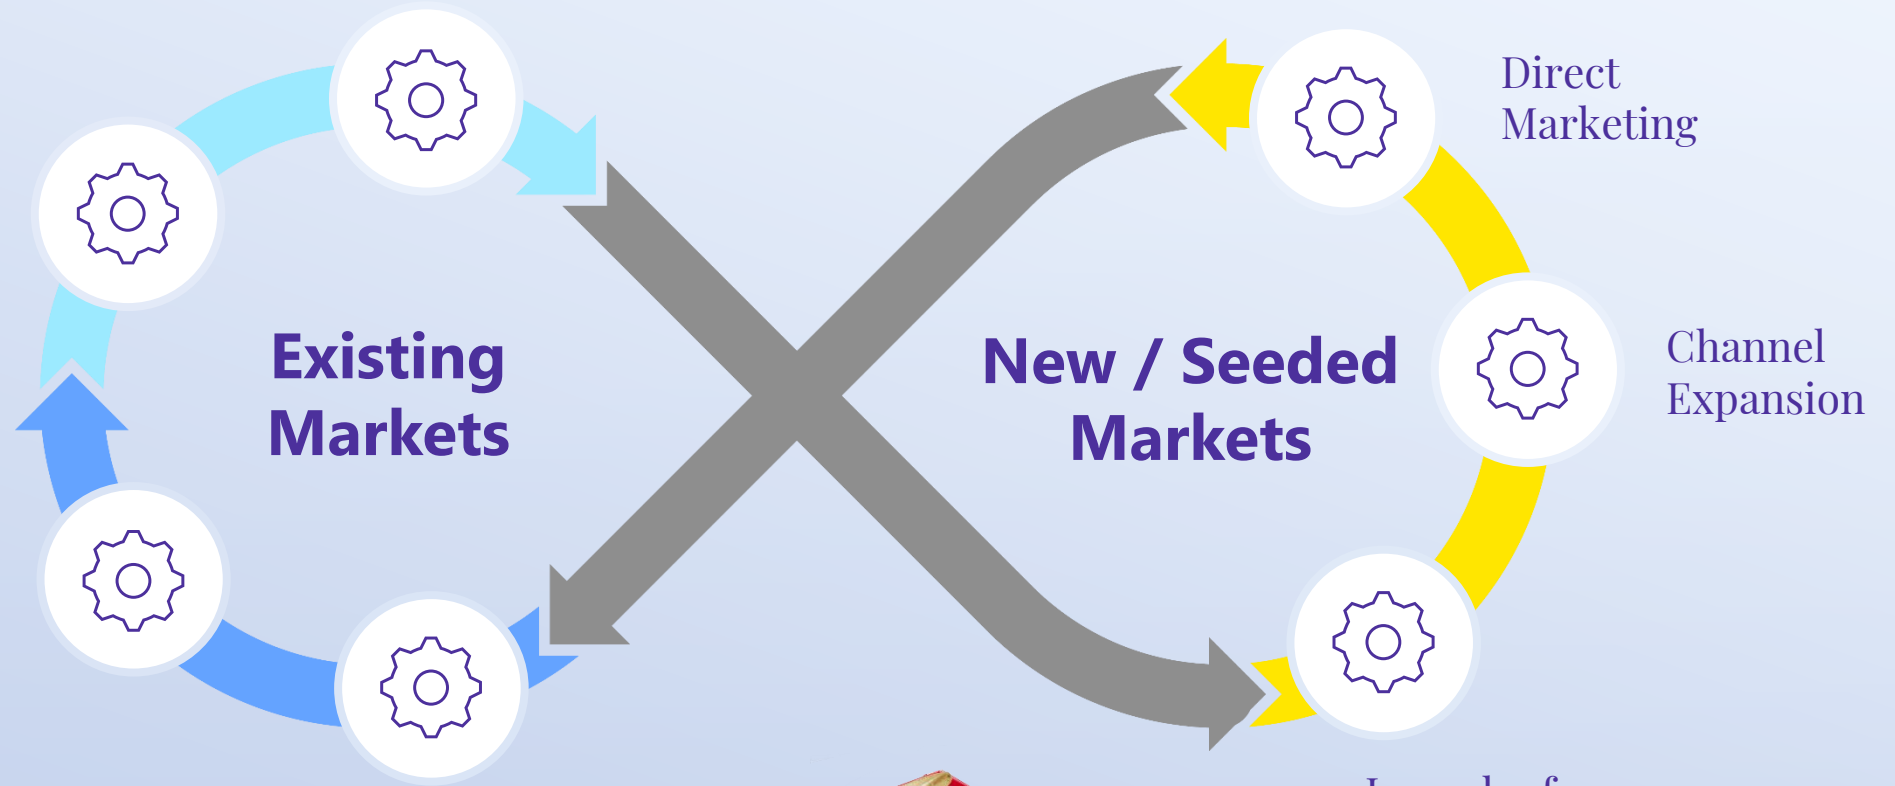 Direct
Marketing
Existing
Markets
New / Seeded
Markets
Channel
Expansion